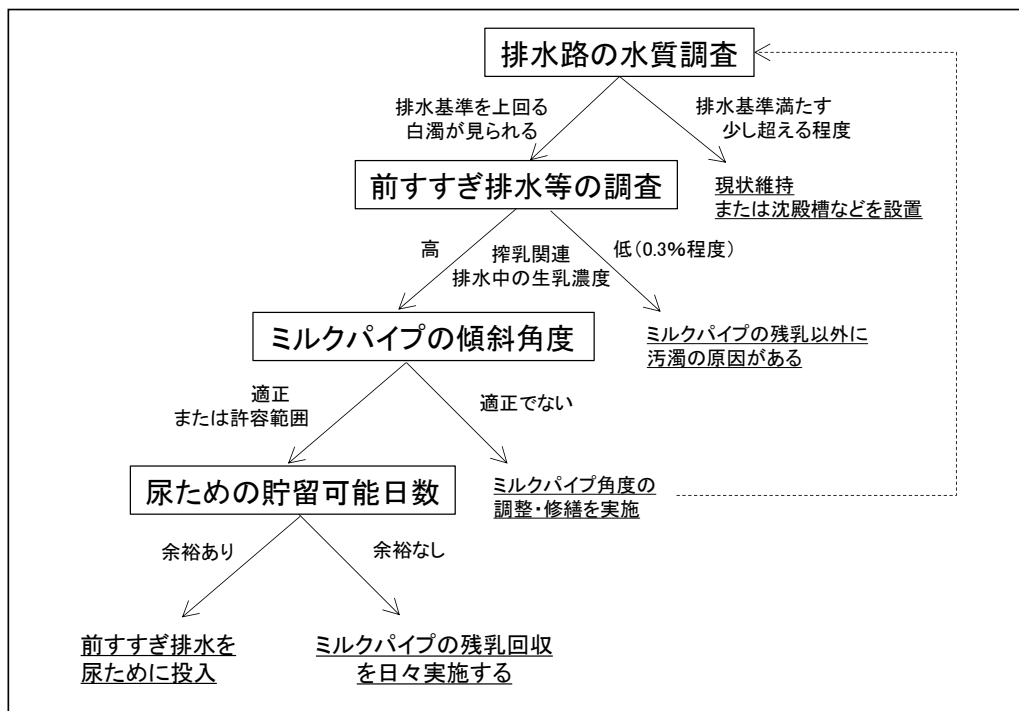 排水路の水質調査
排水基準を上回る
白濁が見られる
排水基準満たす
少し超える程度
前すすぎ排水等の調査
現状維持
または沈殿槽などを設置
高
搾乳関連
排水中の生乳濃度
低(0.3%程度)
ミルクパイプの傾斜角度
ミルクパイプの残乳以外に
汚濁の原因がある
適正
または許容範囲
適正でない
尿ための貯留可能日数
ミルクパイプ角度の
調整・修繕を実施
余裕あり
余裕なし
前すすぎ排水を
尿ために投入
ミルクパイプの残乳回収
を日々実施する